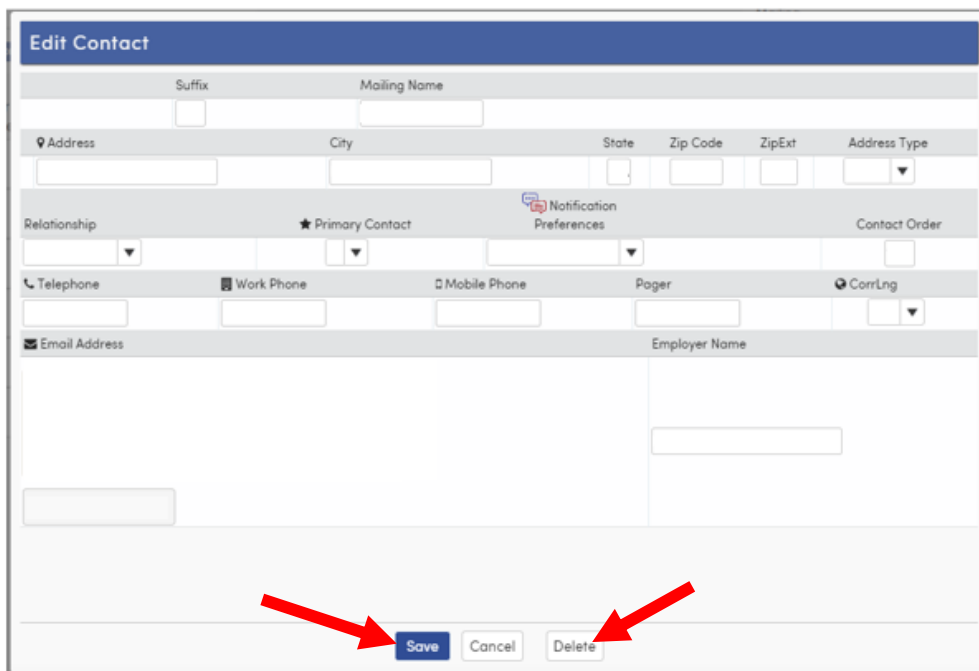 Edit Contact
Suffix Mailing Name
Address City State Zip Code ZipExt Address Type
Notification
Relationship Primary Contact Preferences Contact Order
Telephone Work Phone Mobile Phone Pager CorrLng
Email Address Employer Name
Save Cancel Delete